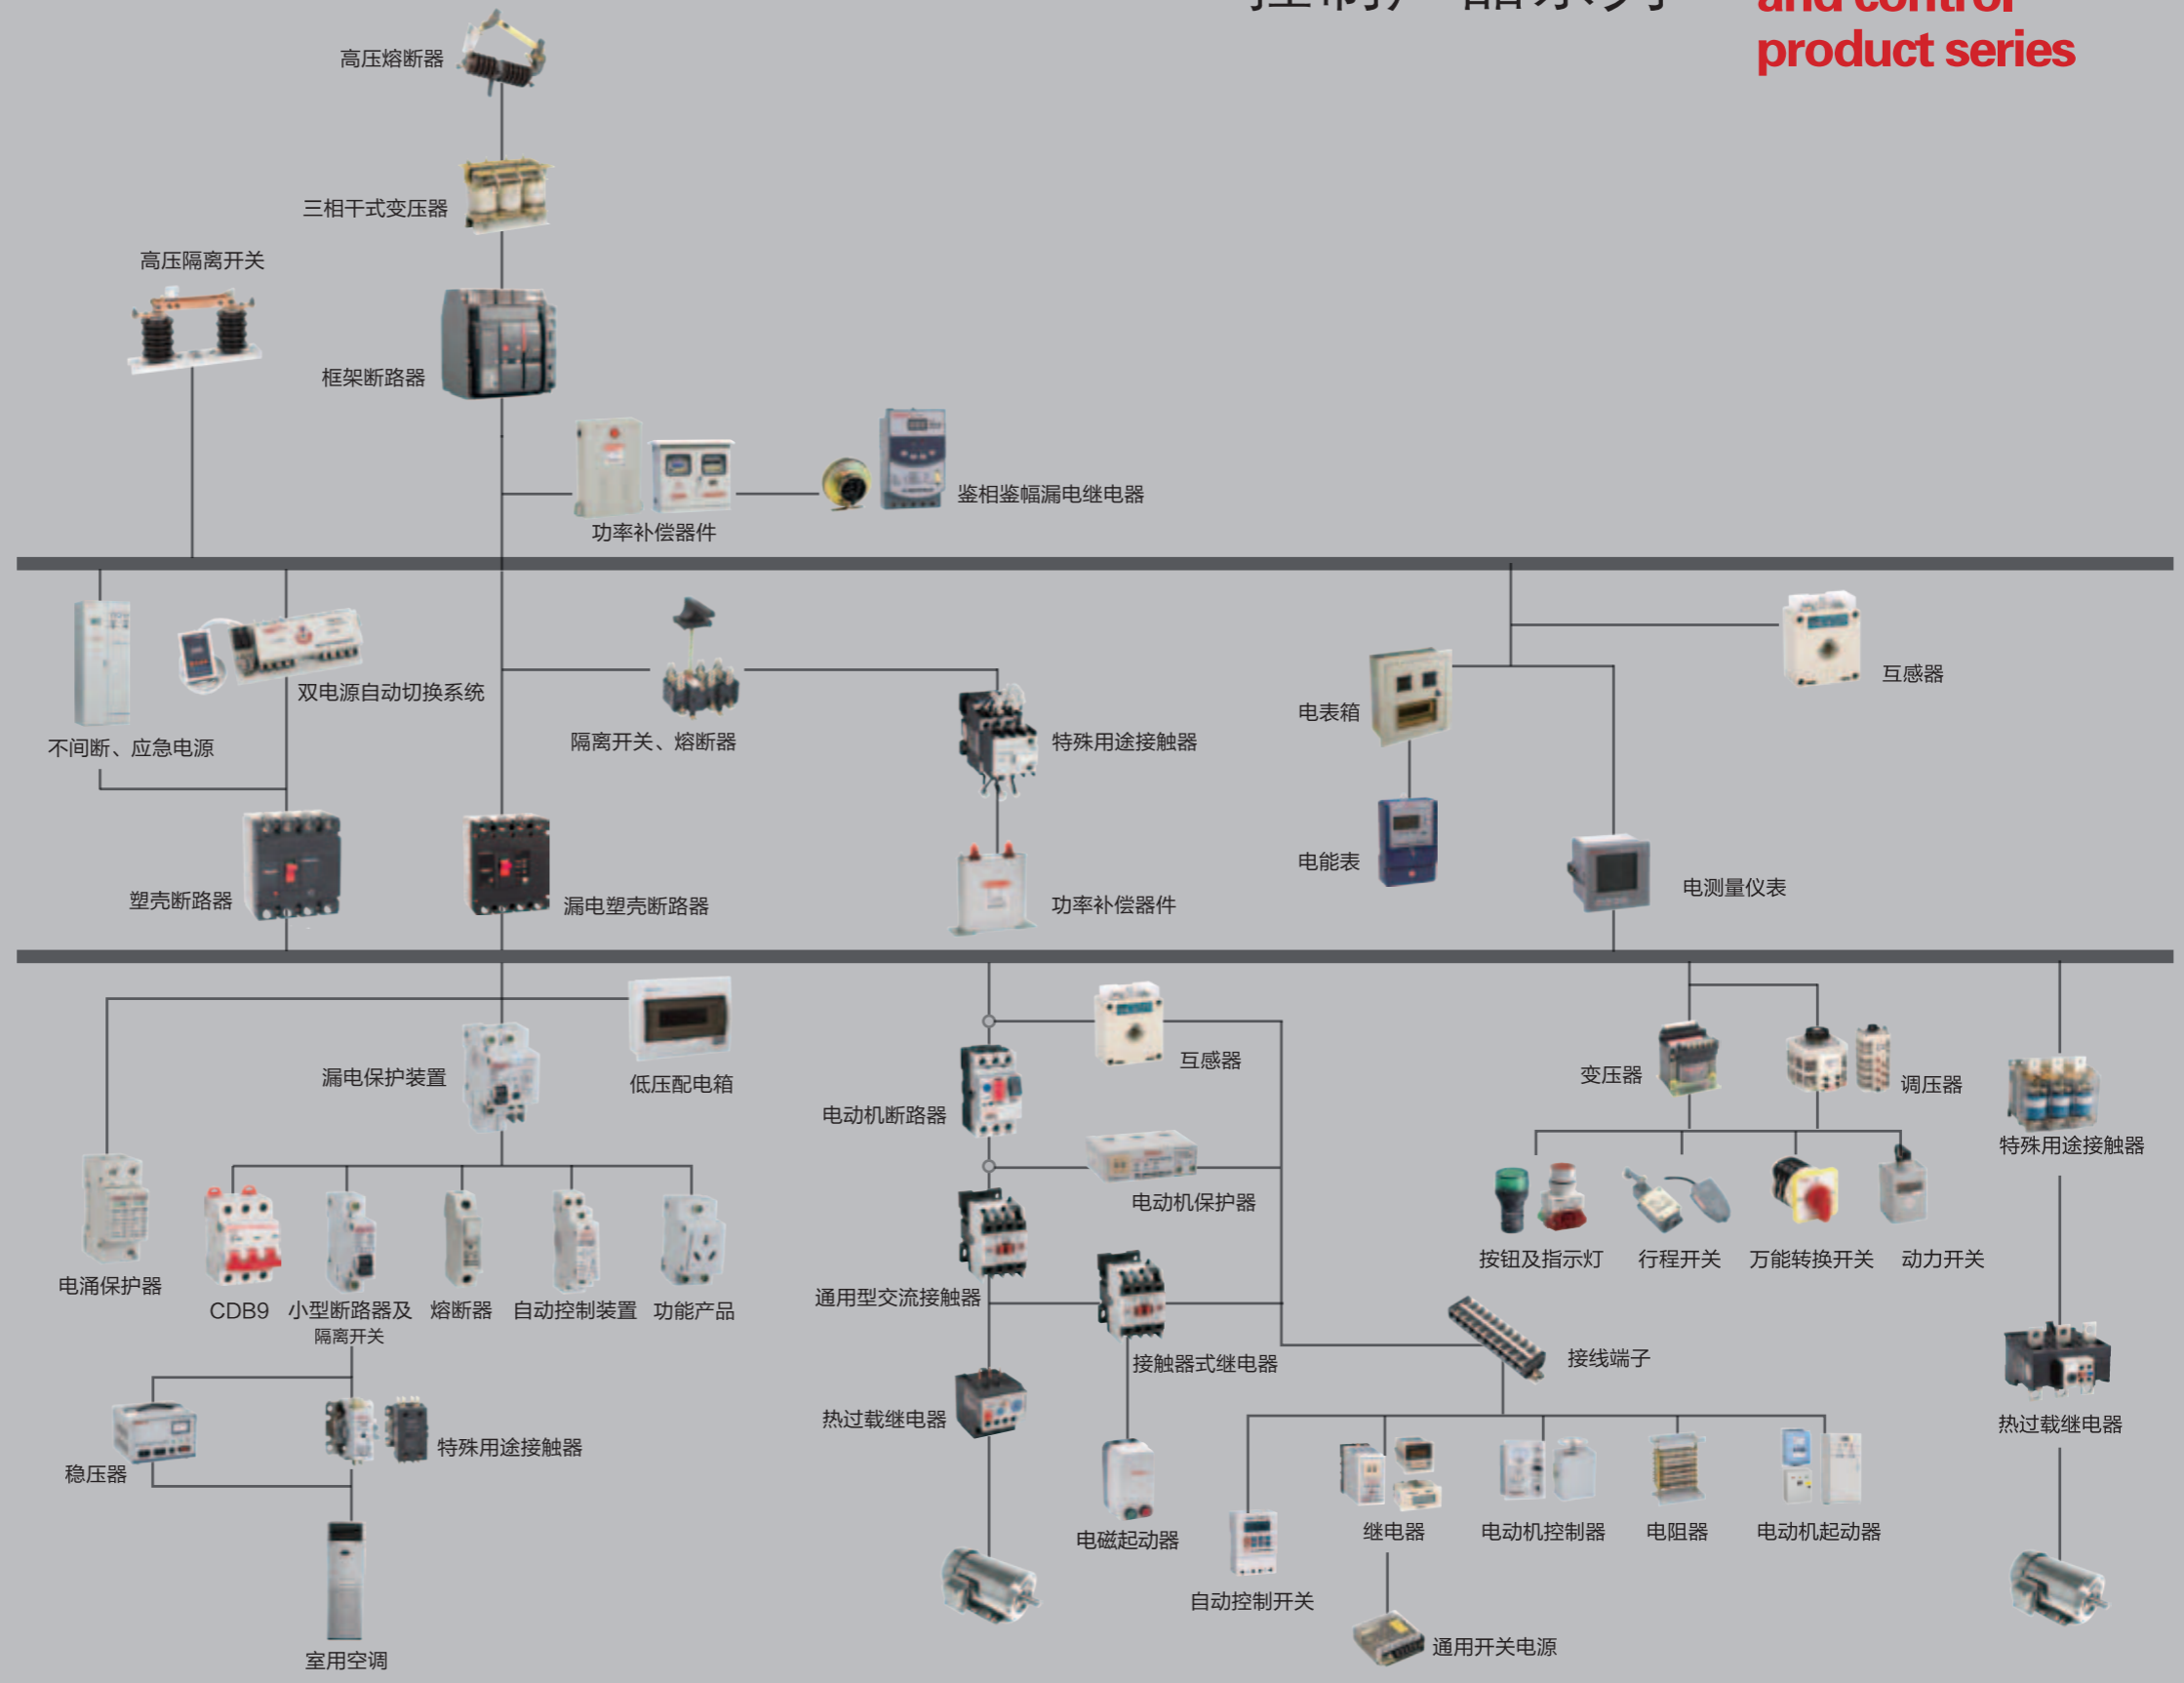 and control
product series
高压熔断器
三相干式变压器
高压隔离开关
框架断路器
鉴相鉴幅漏电继电器
功率补偿器件
双电源自动切换系统
不间断、应急电源
隔离开关、熔断器
特殊用途接触器
互感器
电表箱
电能表
电测量仪表
塑壳断路器
漏电塑壳断路器
功率补偿器件
漏电保护装置
低压配电箱
互感器
电动机断路器
变压器
调压器
特殊用途接触器
电动机保护器
电涌保护器
CDB9
小型断路器及
隔离开关
熔断器
自动控制装置
功能产品
通用型交流接触器
接触器式继电器
按钮及指示灯
行程开关
万能转换开关
动力开关
接线端子
热过载继电器
热过载继电器
稳压器
特殊用途接触器
电磁起动器
自动控制开关
继电器
电动机控制器
电阻器
电动机起动器
通用开关电源
室用空调